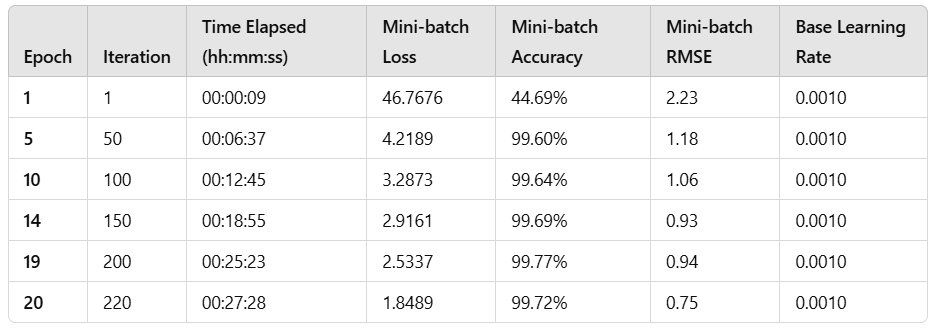 Epoch Iteration Time Elapsed (hh:mm:ss) Mini-batch Loss Mini-batch Accuracy Mini-batch RMSE Base Learning Rate
1 1 00:00:09 46.7676 44.69% 2.23 0.0010
5 50 00:06:37 4.2189 99.60% 1.18 0.0010
10 100 00:12:45 3.2873 99.64% 1.06 0.0010
14 150 00:18:55 2.9161 99.69% 0.93 0.0010
19 200 00:25:23 2.5337 99.77% 0.94 0.0010
20 220 00:27:28 1.8489 99.72% 0.75 0.0010